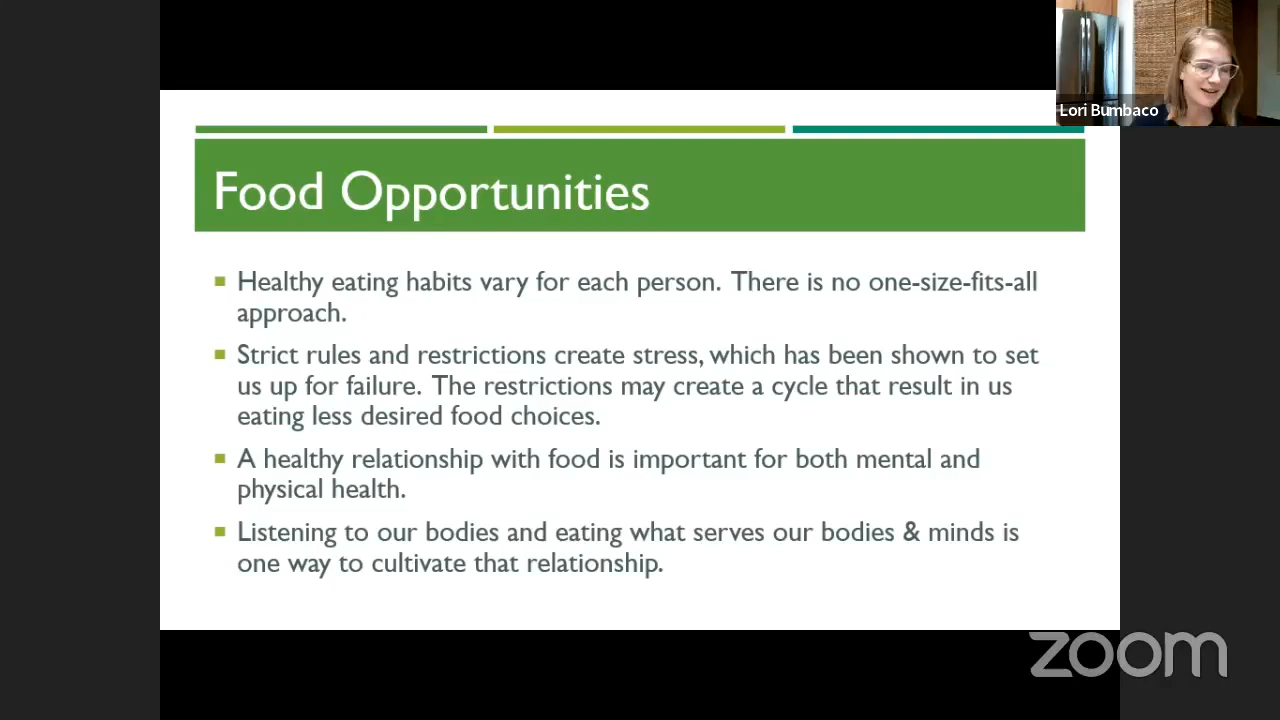 Lori Bumbaco
Food Opportunities
Healthy eating habits vary for each person. There is no one-size-fits-all
approach.
Strict rules and restrictions create stress, which has been shown to set
us up for failure. The restrictions may create a cycle that result in us
eating less desired food choices.
A healthy relationship with food is important for both mental and
physical health.
Listening to our bodies and eating what serves our bodies & minds is
one way to cultivate that relationship.
zoom